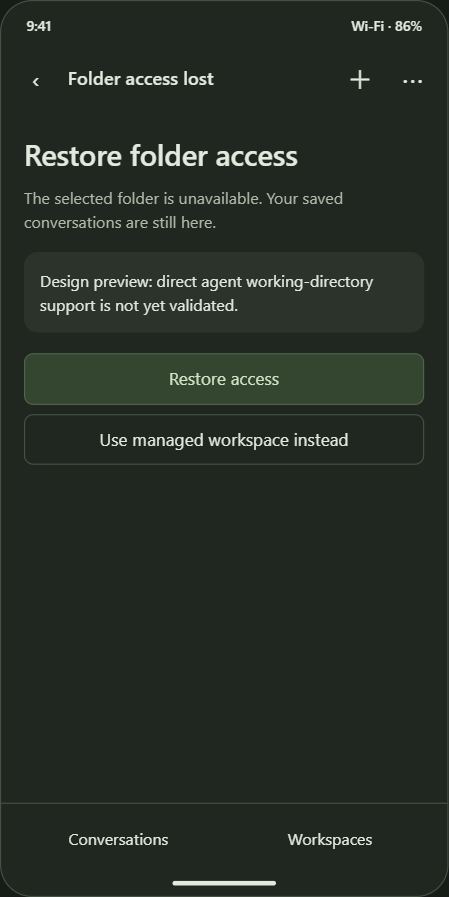 9:41
Wi-Fi · 86%
‹ Folder access lost + ...
Restore folder access
The selected folder is unavailable. Your saved
conversations are still here.
Design preview: direct agent working-directory
support is not yet validated.
Restore access
Use managed workspace instead
Conversations
Workspaces